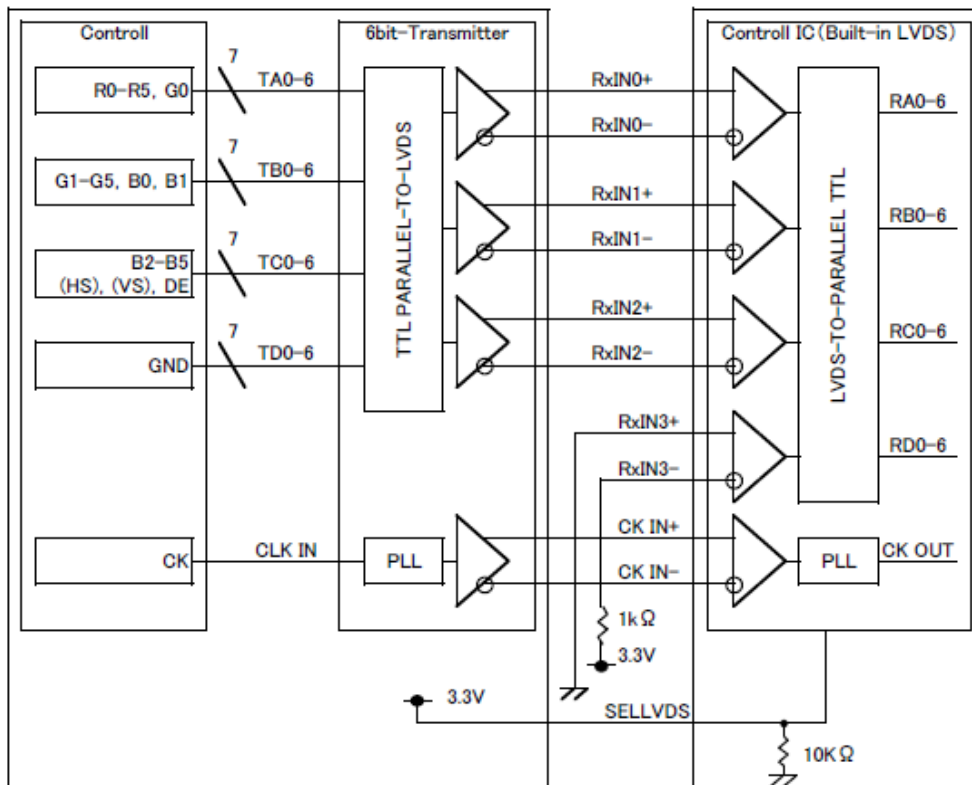 Controll
6bit-Transmitter
Controll IC(Built-in LVDS)
7
R0-R5, G0
TA0-6
RxIN0+
RA0-6
RxIN0-
7
G1-G5, B0, B1
TB0-6
RxIN1+
RB0-6
RxIN1-
7
B2-B5
(HS), (VS), DE
TC0-6
RxIN2+
RC0-6
RxIN2-
7
GND
TD0-6
TTL PARALLEL-TO-LVDS
LVDS-TO-PARALLEL TTL
RxIN3+
RD0-6
RxIN3-
CK
CLK IN
PLL
CK IN+
CK IN-
PLL
CK OUT
1kΩ
3.3V
3.3V
SELLVDS
10KΩ